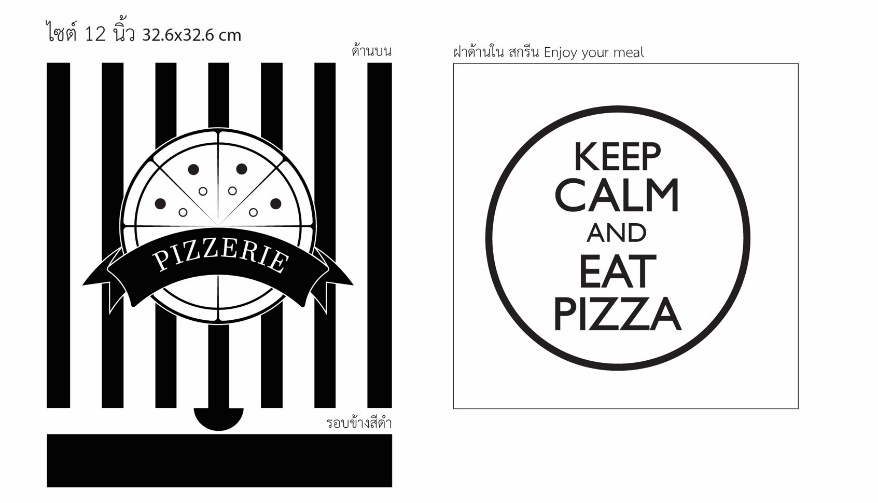 ไซต์ 12 นิ้ว 32.6x32.6 cm
ด้านบน
PIZZERIE
รอบข้างสีดำ
ฝาด้านใน สกรีน Enjoy your meal
KEEP
CALM
AND
EAT
PIZZA